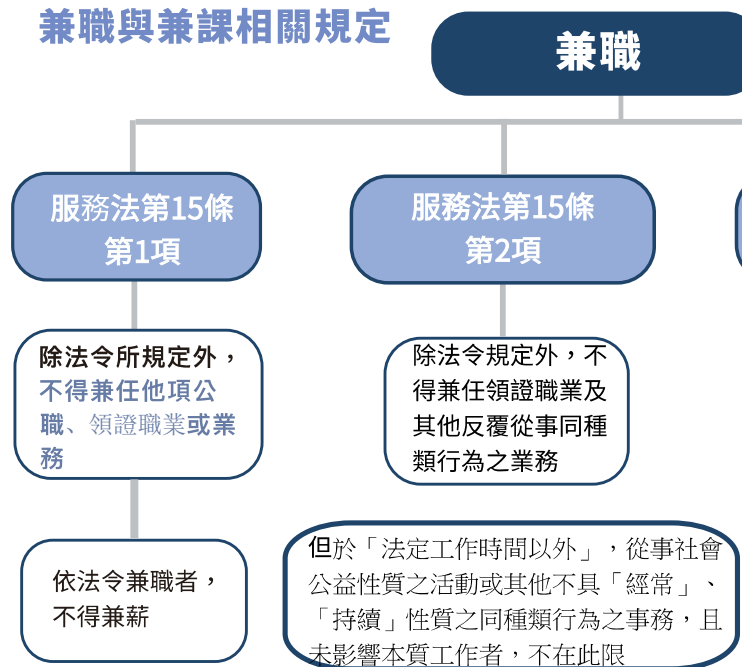 兼職與兼課相關規定
兼職
服務法第15條
第1項
除法令所規定外，
不得兼任他項公
職、領證職業或業
務
依法令兼職者，
不得兼薪
服務法第15條
第2項
除法令規定外，不
得兼任領證職業及
其他反覆從事同種
類行為之業務
但於「法定工作時間以外」，從事社會
公益性質之活動或其他不具「經常」、
「持續」性質之同種類行為之事務，且
未影響本質工作者，不在此限